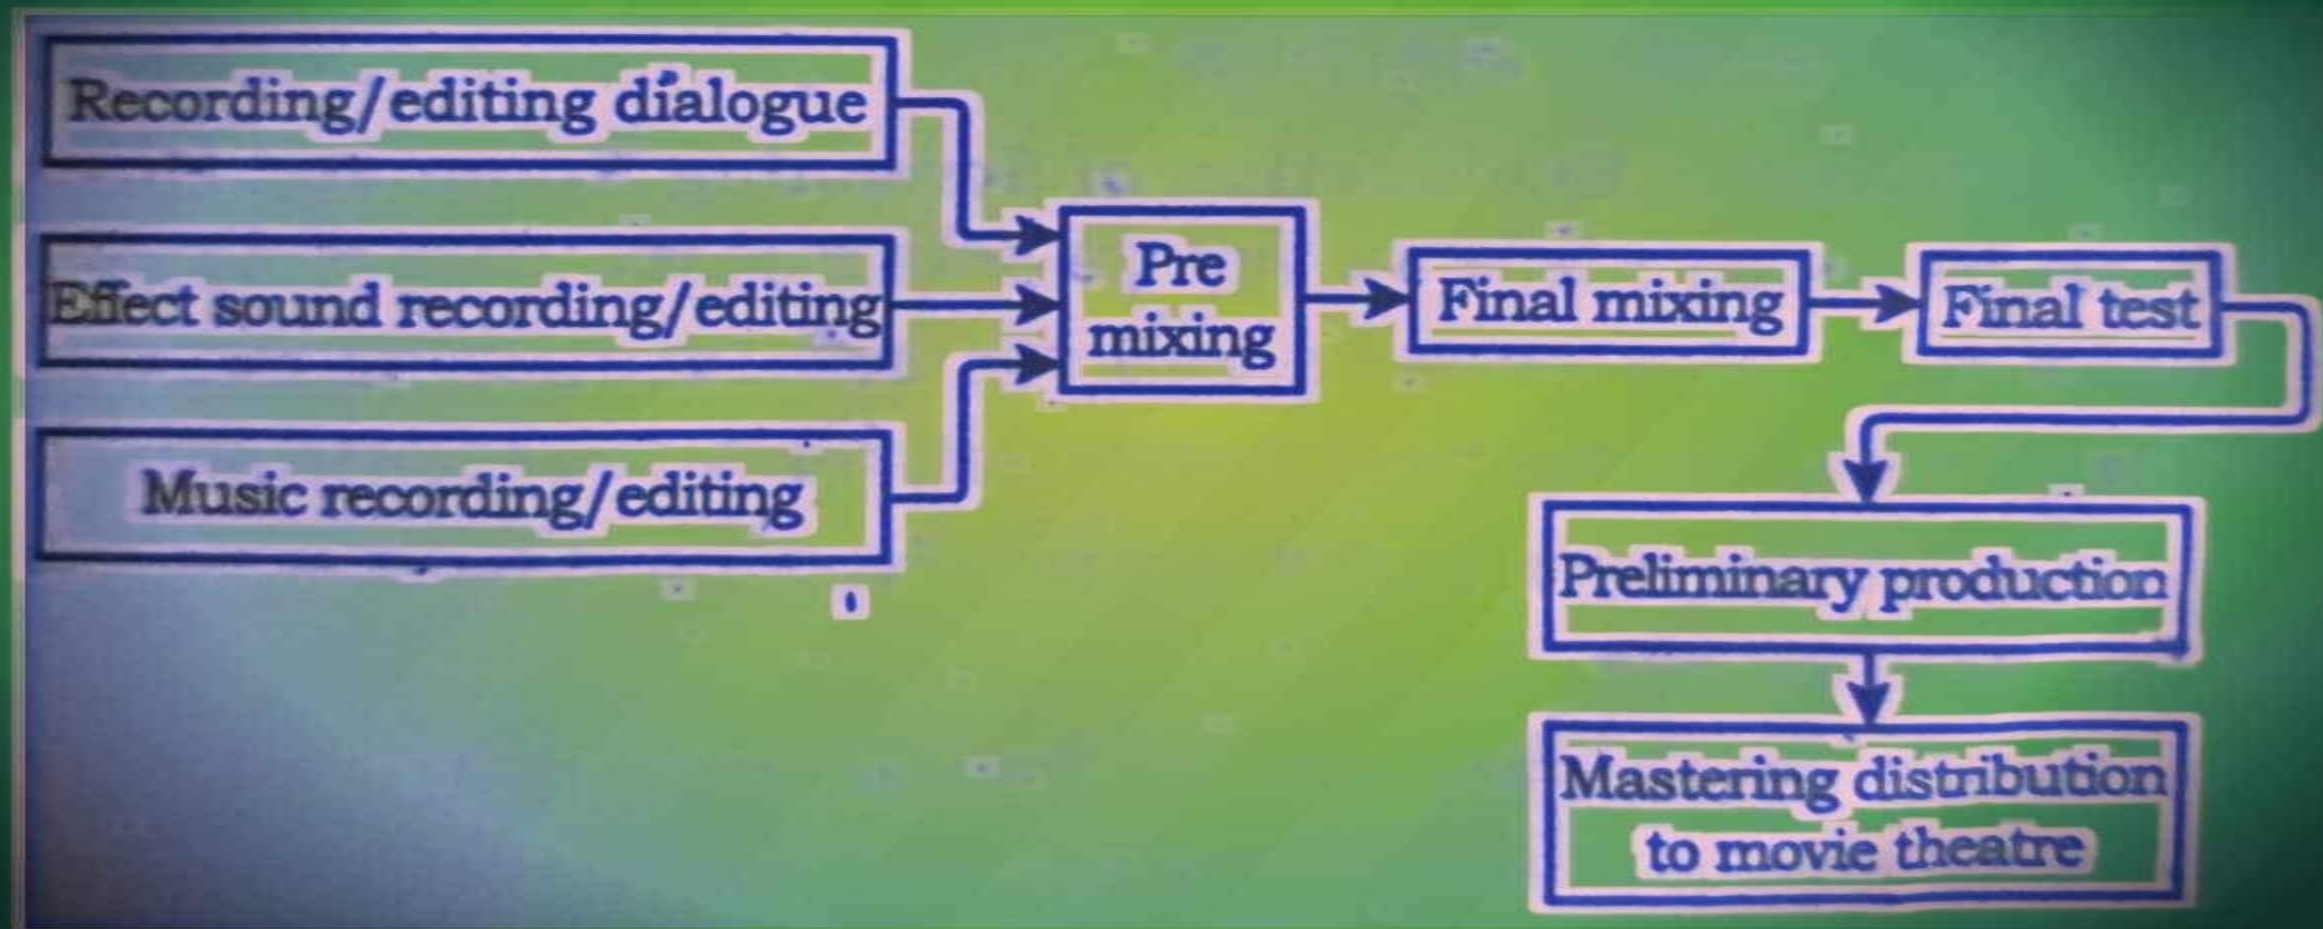 Recording/editing dialogue
Effect sound recording/editing
Music recording/editing
Pre
mixing
Final mixing
Final test
Preliminary production
Mastering distribution
to movie theatre